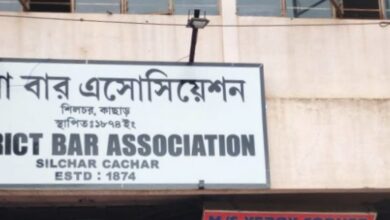 বার এসোসিয়েশন
শিলচর, কাছাড়
স্থাপিতঃ১৮৭৪ইং
RICT BAR ASSOCIATION
SILCHAR CACHAR
ESTD : 1874